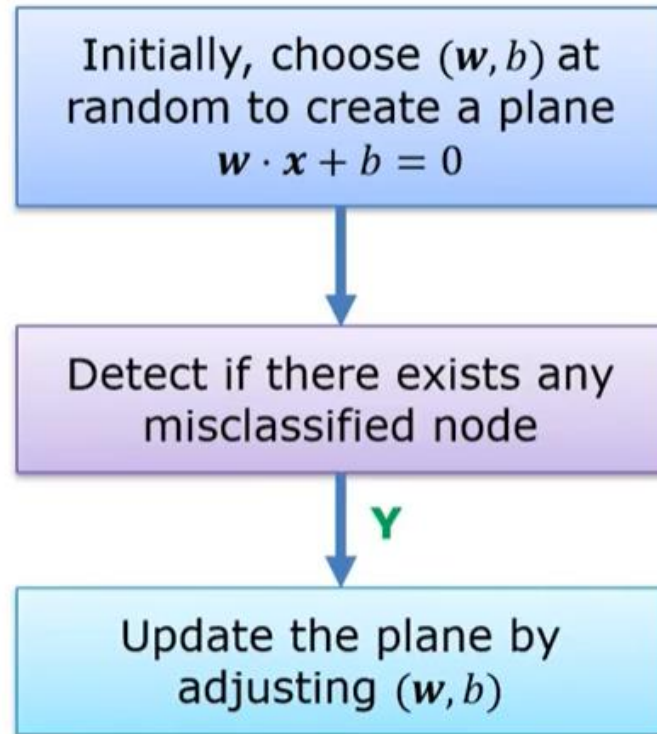 Initially, choose (w, b) at
random to create a plane
w · x + b = 0
Detect if there exists any
misclassified node
Y
Update the plane by
adjusting (w, b)